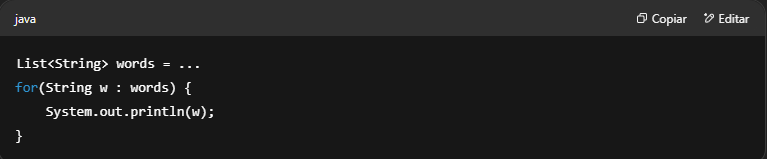 java Copiar Editar
List<String> words = ...
for(String w : words) {
    System.out.println(w);
}